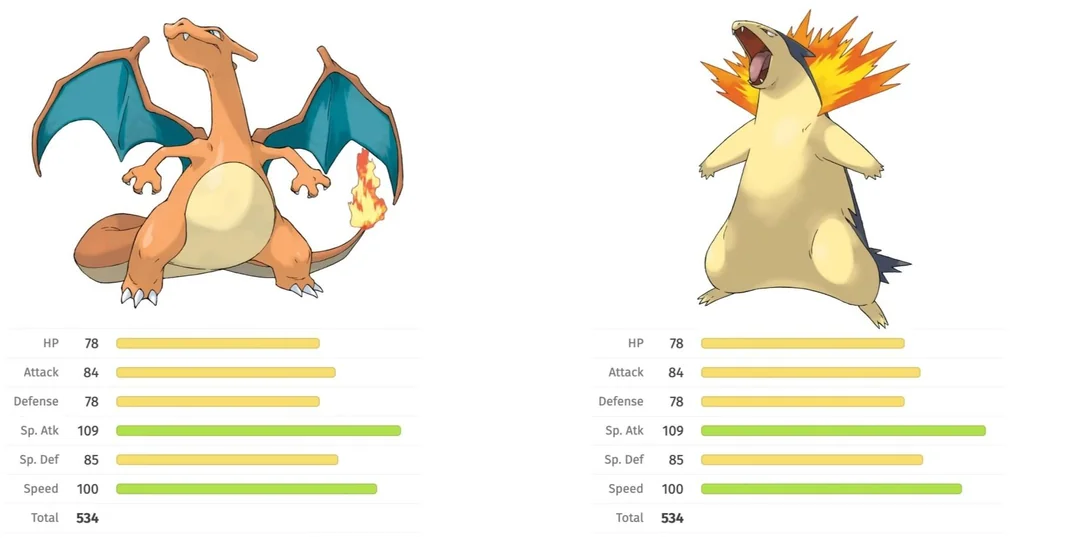 HP 78
Attack 84
Defense 78
Sp. Atk 109
Sp. Def 85
Speed 100
Total 534
HP 78
Attack 84
Defense 78
Sp. Atk 109
Sp. Def 85
Speed 100
Total 534